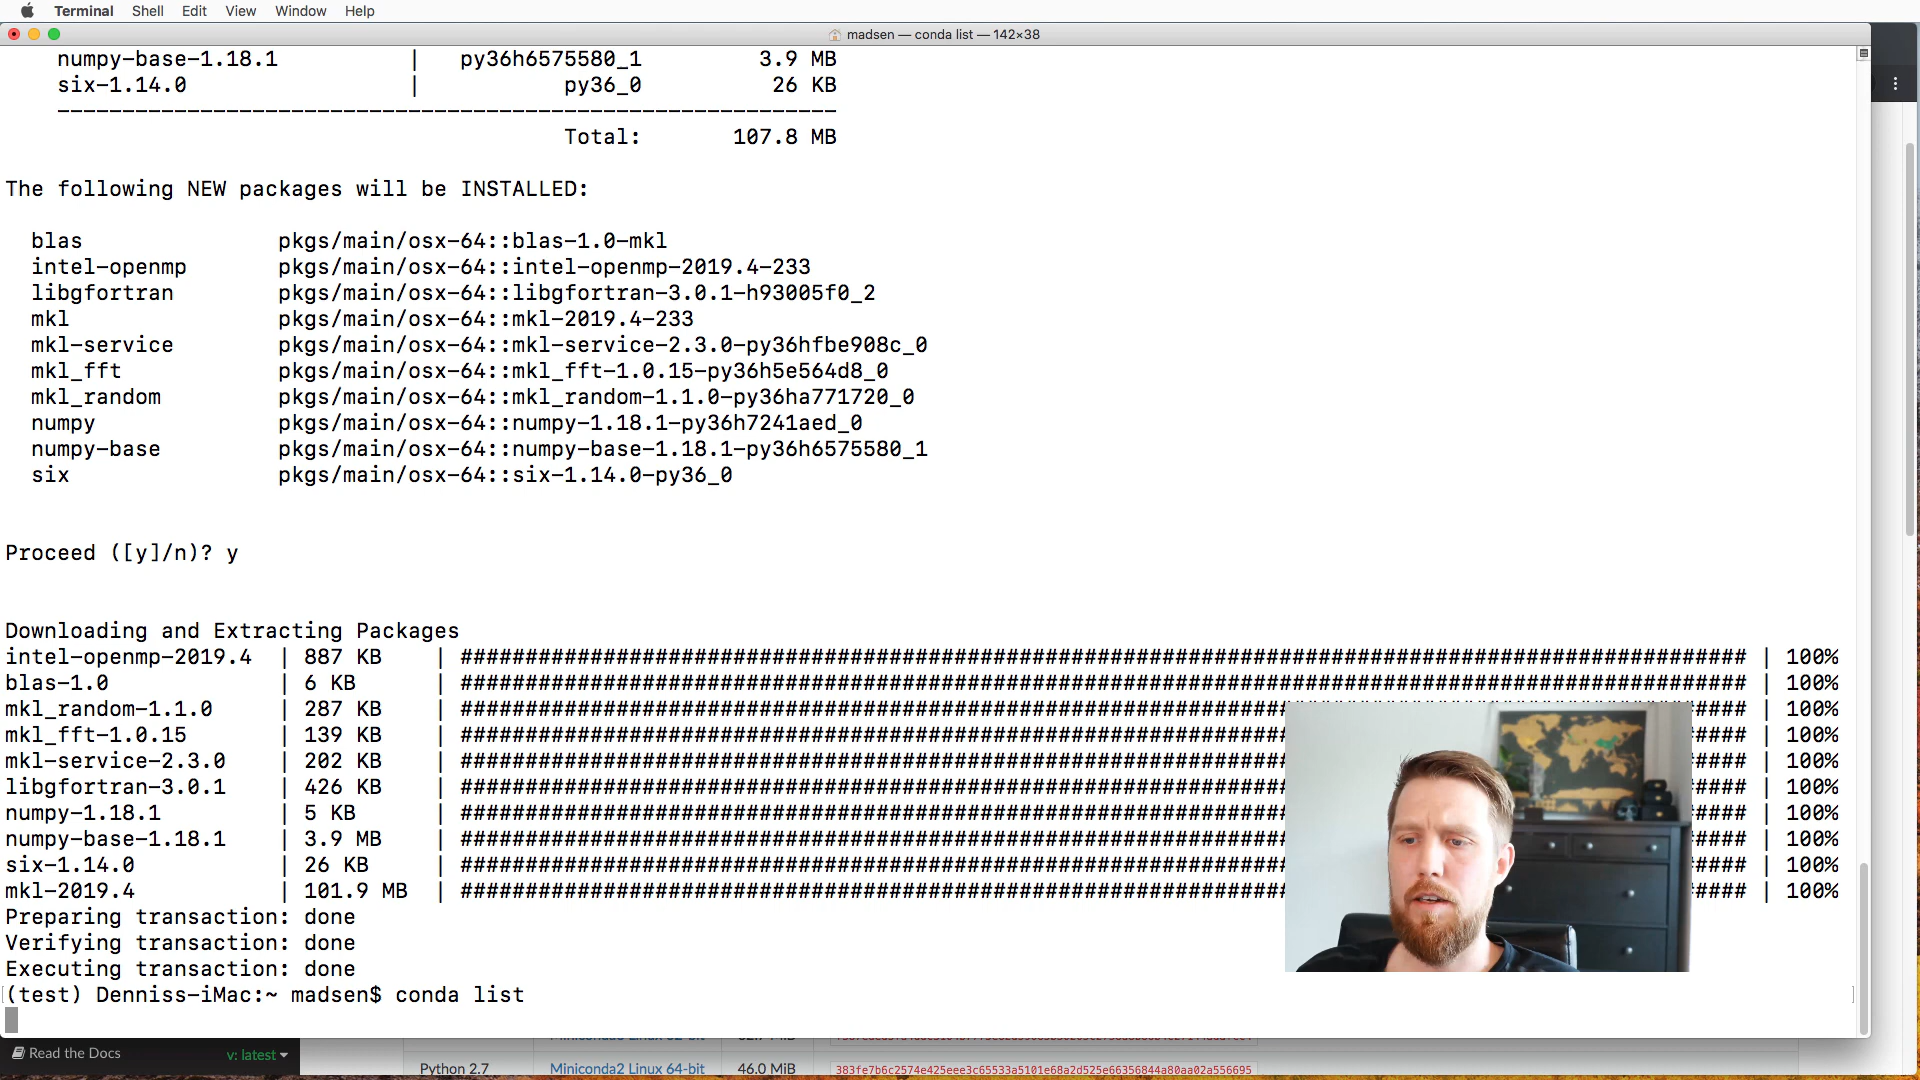 Terminal Shell Edit View Window Help
madsen — conda list — 142×38
numpy-base-1.18.1 | py36h6575580_1 3.9 MB
six-1.14.0 | py36_0 26 KB
------------------------------------------------------------
Total: 107.8 MB
The following NEW packages will be INSTALLED:
blas pkgs/main/osx-64::blas-1.0-mkl
intel-openmp pkgs/main/osx-64::intel-openmp-2019.4-233
libgfortran pkgs/main/osx-64::libgfortran-3.0.1-h93005f0_2
mkl pkgs/main/osx-64::mkl-2019.4-233
mkl-service pkgs/main/osx-64::mkl-service-2.3.0-py36hfbe908c_0
mkl_fft pkgs/main/osx-64::mkl_fft-1.0.15-py36h5e564d8_0
mkl_random pkgs/main/osx-64::mkl_random-1.1.0-py36ha771720_0
numpy pkgs/main/osx-64::numpy-1.18.1-py36h7241aed_0
numpy-base pkgs/main/osx-64::numpy-base-1.18.1-py36h6575580_1
six pkgs/main/osx-64::six-1.14.0-py36_0
Proceed ([y]/n)? y
Downloading and Extracting Packages
intel-openmp-2019.4 | 887 KB | ################################################################################################### | 100%
blas-1.0 | 6 KB | ################################################################################################### | 100%
mkl_random-1.1.0 | 287 KB | ################################################################ #### | 100%
mkl_fft-1.0.15 | 139 KB | ################################################################ #### | 100%
mkl-service-2.3.0 | 202 KB | ################################################################ #### | 100%
libgfortran-3.0.1 | 426 KB | ################################################################ #### | 100%
numpy-1.18.1 | 5 KB | ################################################################ #### | 100%
numpy-base-1.18.1 | 3.9 MB | ################################################################ #### | 100%
six-1.14.0 | 26 KB | ################################################################ #### | 100%
mkl-2019.4 | 101.9 MB | ################################################################ #### | 100%
Preparing transaction: done
Verifying transaction: done
Executing transaction: done
(test) Denniss-iMac:~ madsen$ conda list
Read the Docs v: latest
Python 2.7 Miniconda2 Linux 64-bit 46.0 MiB 383fe7b6c2574e425eee3c65533a5101e68a2d525e66356844a80aa02a556695